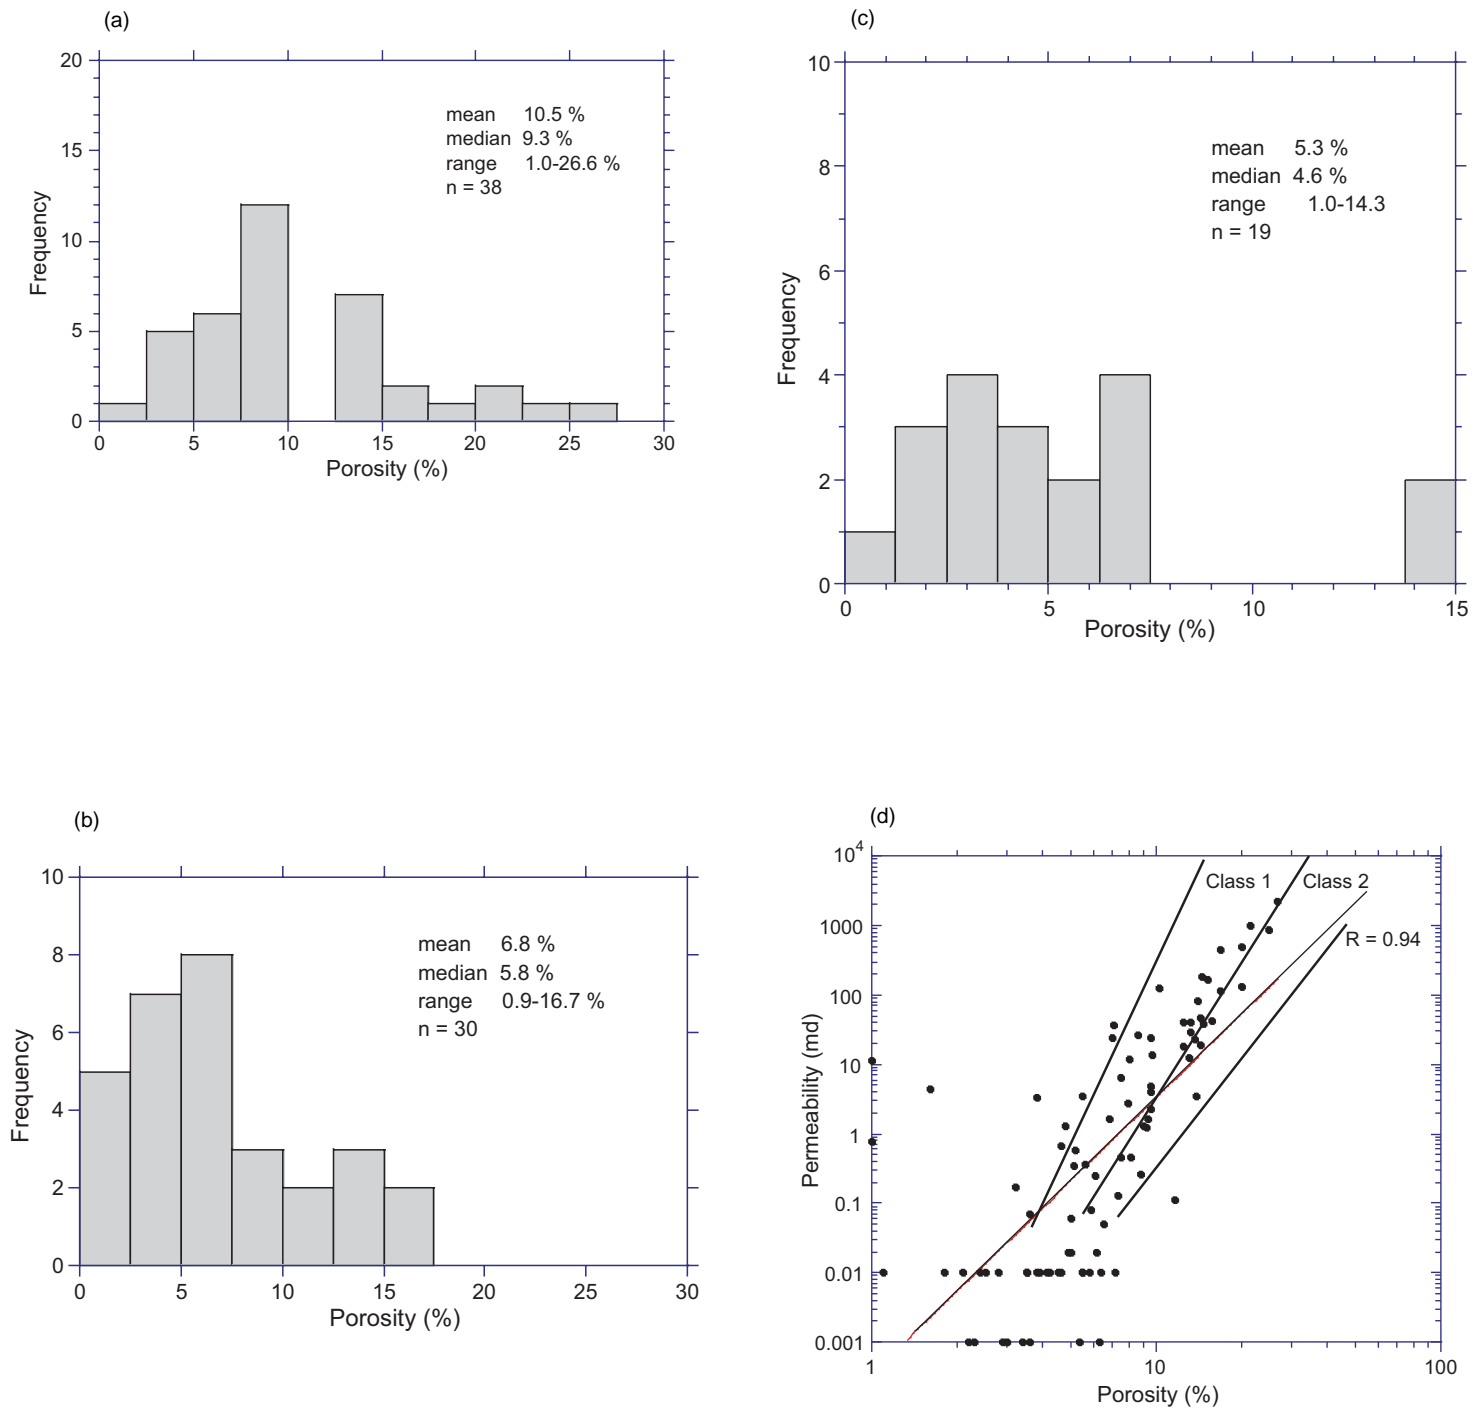 (a)
20
15
10
5
0
0 5 10 15 20 25 30
Frequency
Porosity (%)
mean 10.5 %
median 9.3 %
range 1.0-26.6 %
n = 38
(c)
10
8
6
4
2
0
0 5 10 15
Frequency
Porosity (%)
mean 5.3 %
median 4.6 %
range 1.0-14.3
n = 19
(b)
10
8
6
4
2
0
0 5 10 15 20 25 30
Frequency
Porosity (%)
mean 6.8 %
median 5.8 %
range 0.9-16.7 %
n = 30
(d)
10⁴
1000
100
10
1
0.1
0.01
0.001
1 10 100
Permeability (md)
Porosity (%)
Class 1 Class 2
R = 0.94